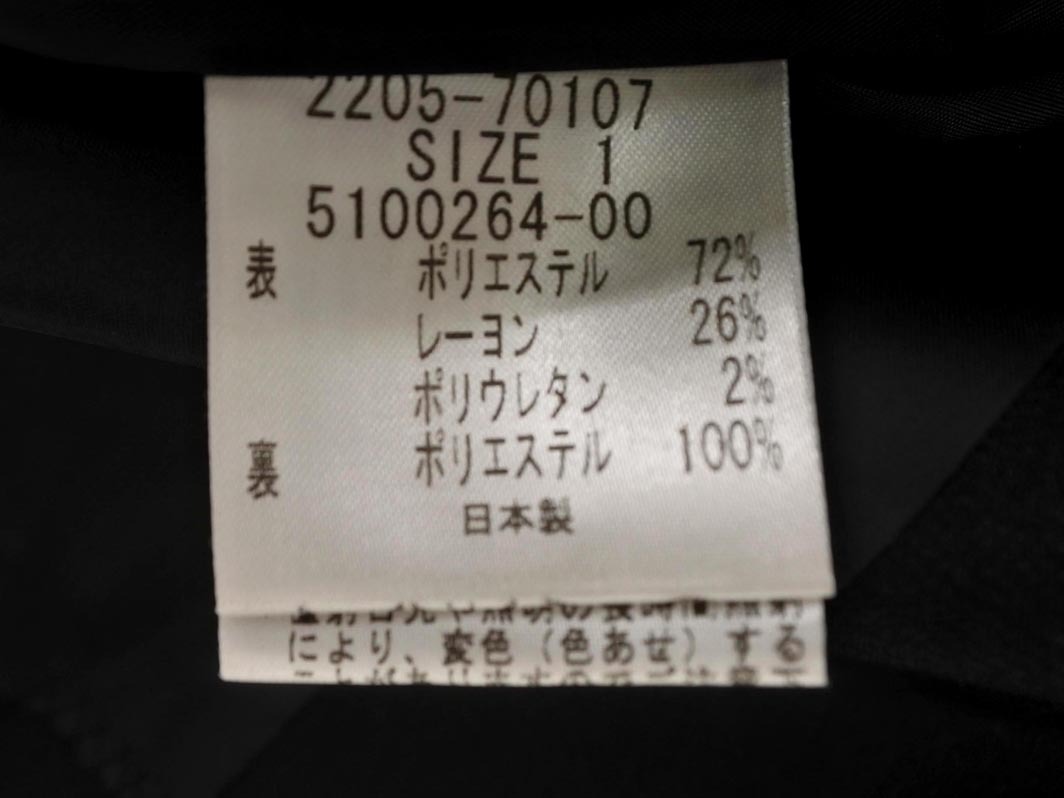 2205-70107
SIZE 1
5100264-00
表 ポリエステル 72%
レーヨン 26%
ポリウレタン 2%
裏 ポリエステル 100%
日本製
により、変色（色あせ）する